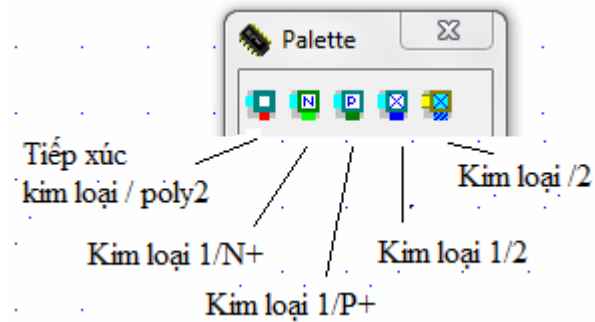 Palette
N P
Tiếp xúc
kim loại / poly2
Kim loại /2
Kim loại 1/N+
Kim loại 1/2
Kim loại 1/P+